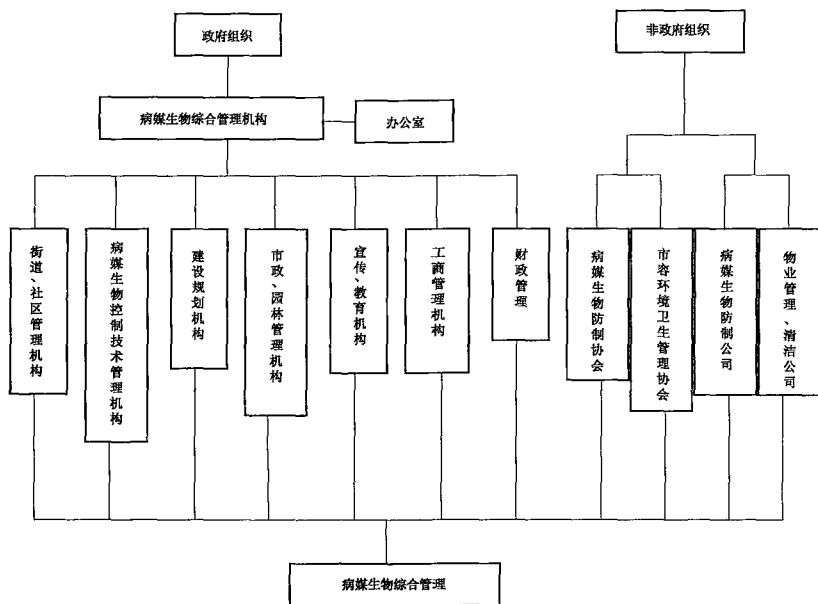 政府组织
非政府组织
病媒生物综合管理机构
办公室
街道、社区管理机构
病媒生物控制技术管理机构
建设规划机构
市政、园林管理机构
宣传、教育机构
工商管理机构
财政管理
病媒生物防制协会
市容环境卫生管理协会
病媒生物防制公司
物业管理、清洁公司
病媒生物综合管理